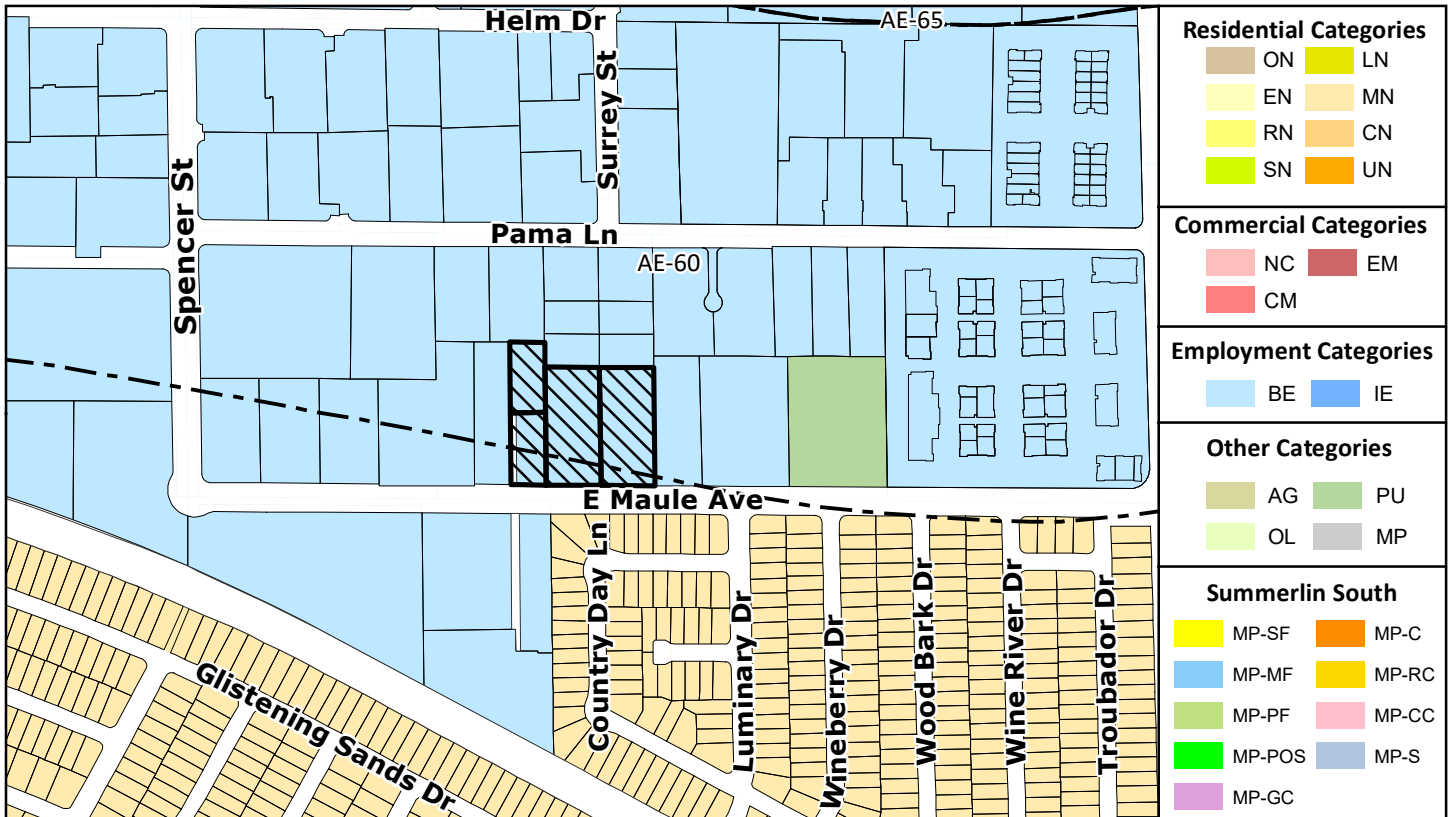 Helm Dr
AE-65
Surrey St
Spencer St
Pama Ln
AE-60
E Maule Ave
Country Day Ln
Luminary Dr
Wineberry Dr
Wood Bark Dr
Wine River Dr
Troubador Dr
Glistening Sands Dr
Residential Categories
ON LN
EN MN
RN CN
SN UN
Commercial Categories
NC EM
CM
Employment Categories
BE IE
Other Categories
AG PU
OL MP
Summerlin South
MP-SF MP-C
MP-MF MP-RC
MP-PF MP-CC
MP-POS MP-S
MP-GC